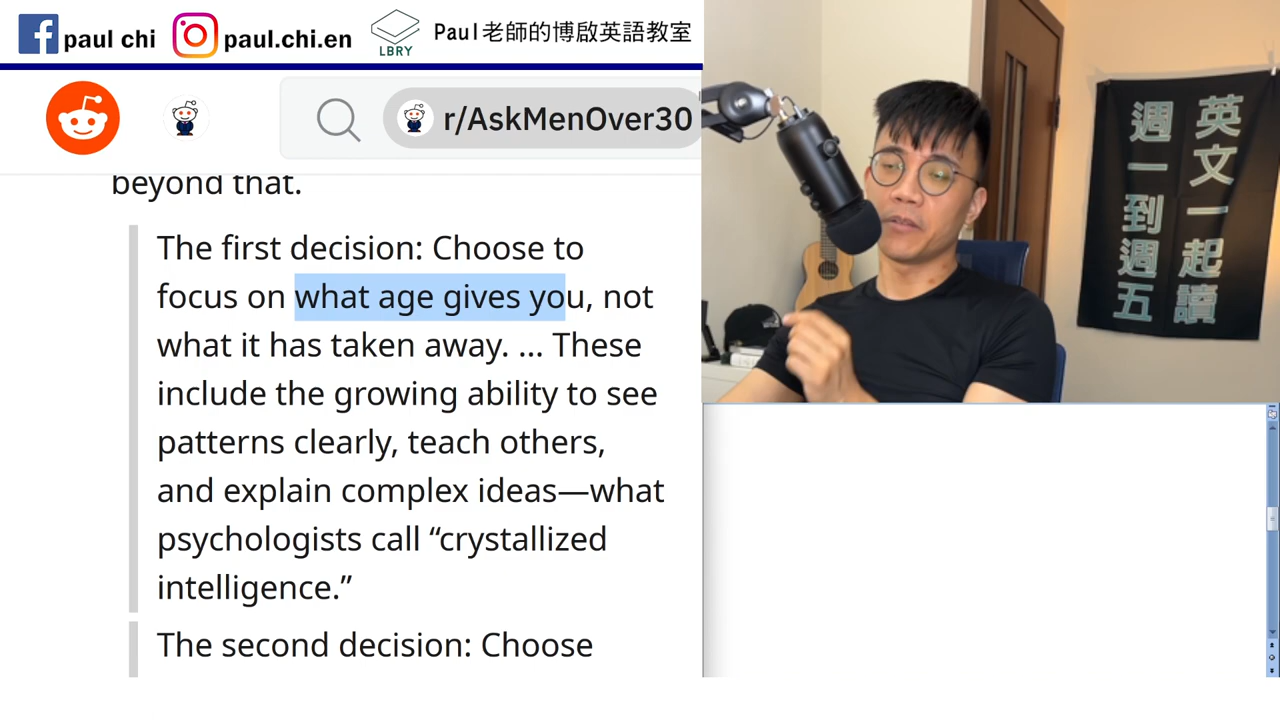 paul chi
paul.chi.en
LBRY
Paul老師的博啟英語教室
r/AskMenOver30
beyond that.
The first decision: Choose to
focus on what age gives you, not
what it has taken away. ... These
include the growing ability to see
patterns clearly, teach others,
and explain complex ideas—what
psychologists call “crystallized
intelligence.”
The second decision: Choose
英文一起讀
週一到週五